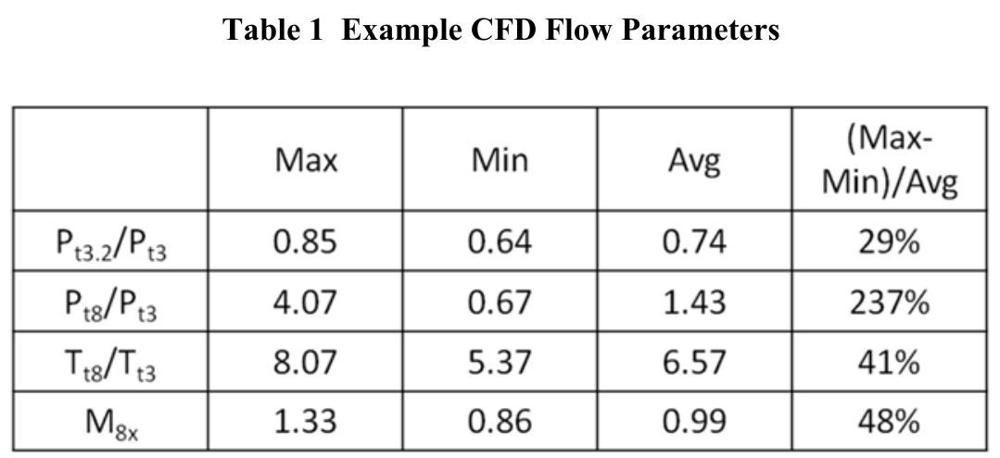 Table 1 Example CFD Flow Parameters
Max Min Avg (Max-
Min)/Avg
Pt3.2/Pt3 0.85 0.64 0.74 29%
Pt8/Pt3 4.07 0.67 1.43 237%
Tt8/Tt3 8.07 5.37 6.57 41%
M8x 1.33 0.86 0.99 48%